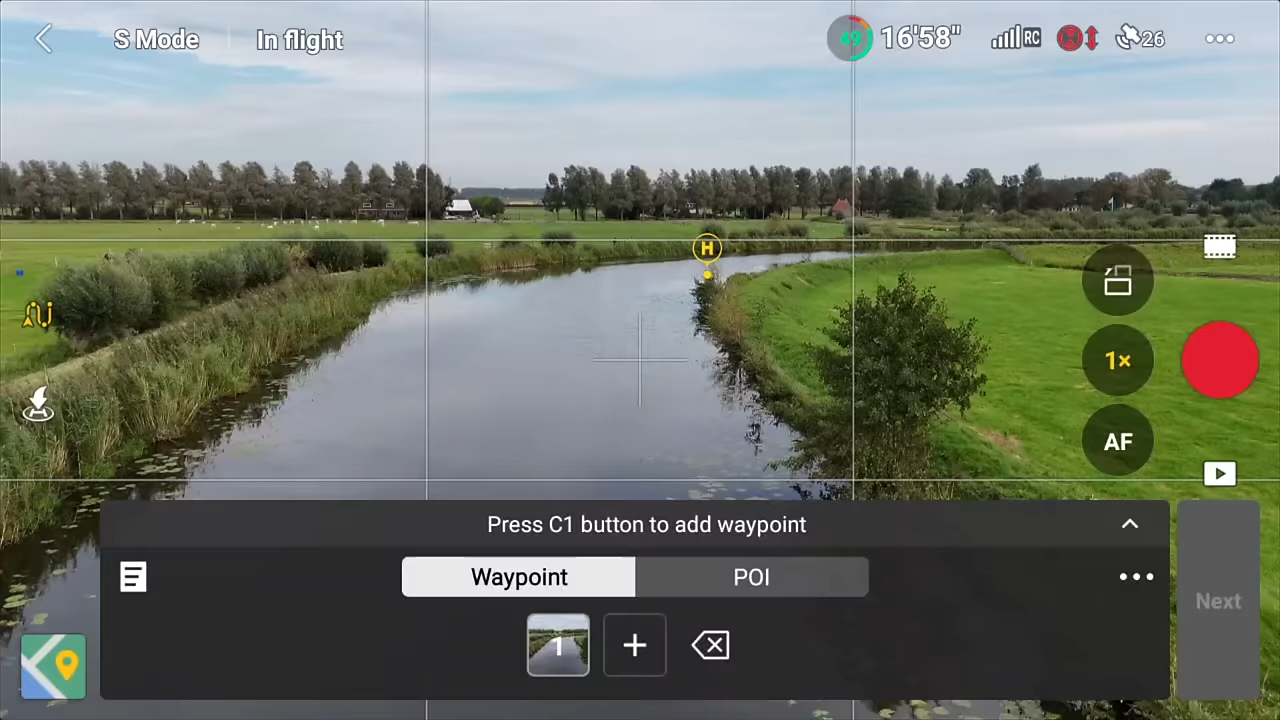 S Mode
In flight
49
16'58"
RC
26
H
1×
AF
Press C1 button to add waypoint
Waypoint
POI
Next
1